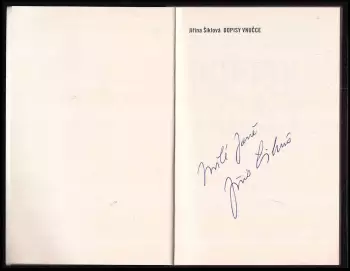 Jiřina Šiklová DOPISY VNUČCE
Milé Janě
Jiřina Šiklová